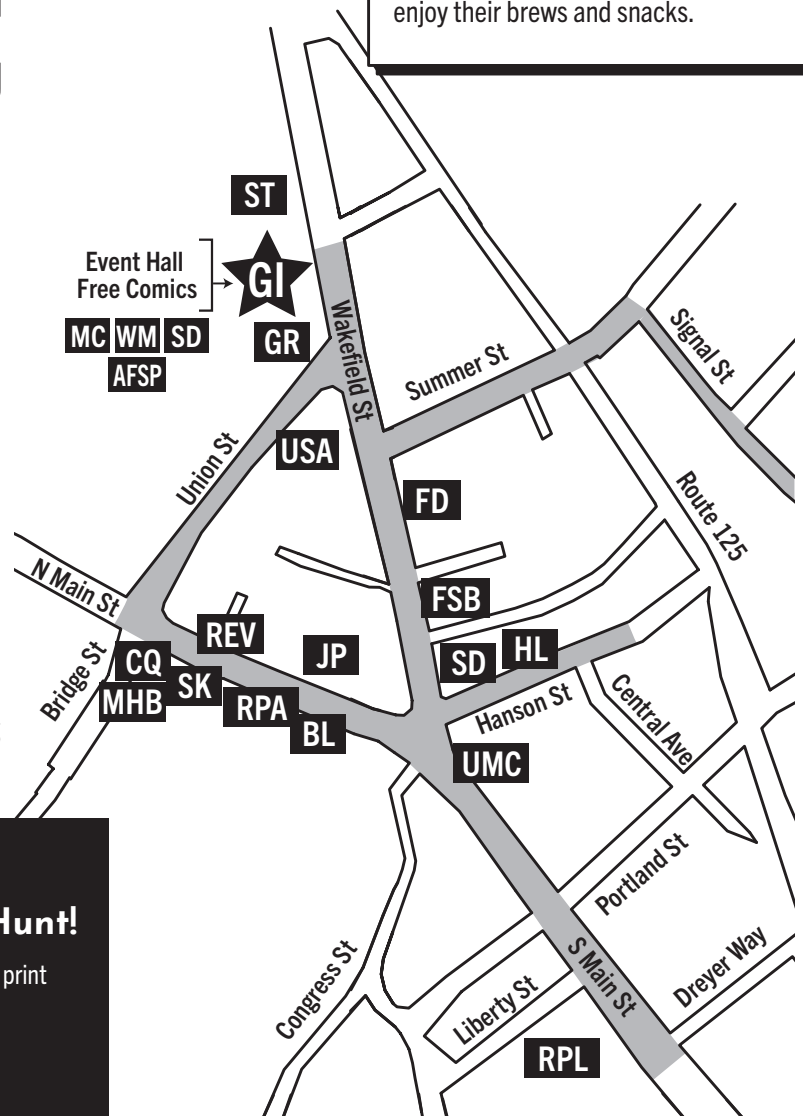 enjoy their brews and snacks.
ST
Event Hall
Free Comics
GI
MC WM SD
AFSP
GR
Wakefield St
Summer St
Signal St
USA
Union St
FD
Route 125
N Main St
FSB
REV
JP
SD
HL
Bridge St
CQ
SK
MHB
RPA
BL
Hanson St
Central Ave
UMC
Portland St
Hunt!
print
Congress St
S Main St
Dreyer Way
Liberty St
RPL